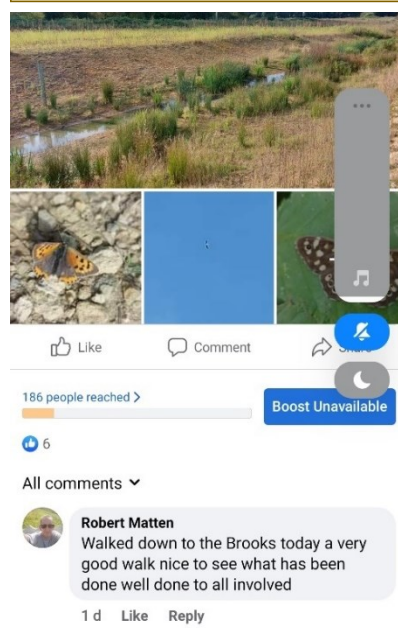 Like
Comment
186 people reached >
Boost Unavailable
6
All comments
Robert Matten
Walked down to the Brooks today a very
good walk nice to see what has been
done well done to all involved
1 d Like Reply